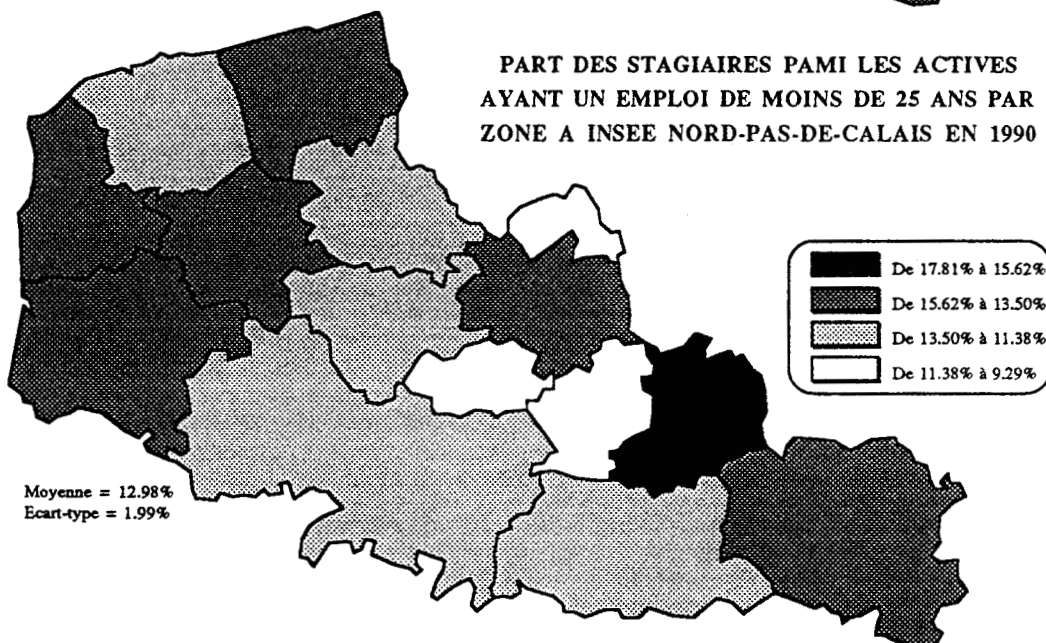 PART DES STAGIAIRES PAMI LES ACTIVES
AYANT UN EMPLOI DE MOINS DE 25 ANS PAR
ZONE A INSEE NORD-PAS-DE-CALAIS EN 1990
De 17.81% à 15.62%
De 15.62% à 13.50%
De 13.50% à 11.38%
De 11.38% à 9.29%
Moyenne = 12.98%
Ecart-type = 1.99%